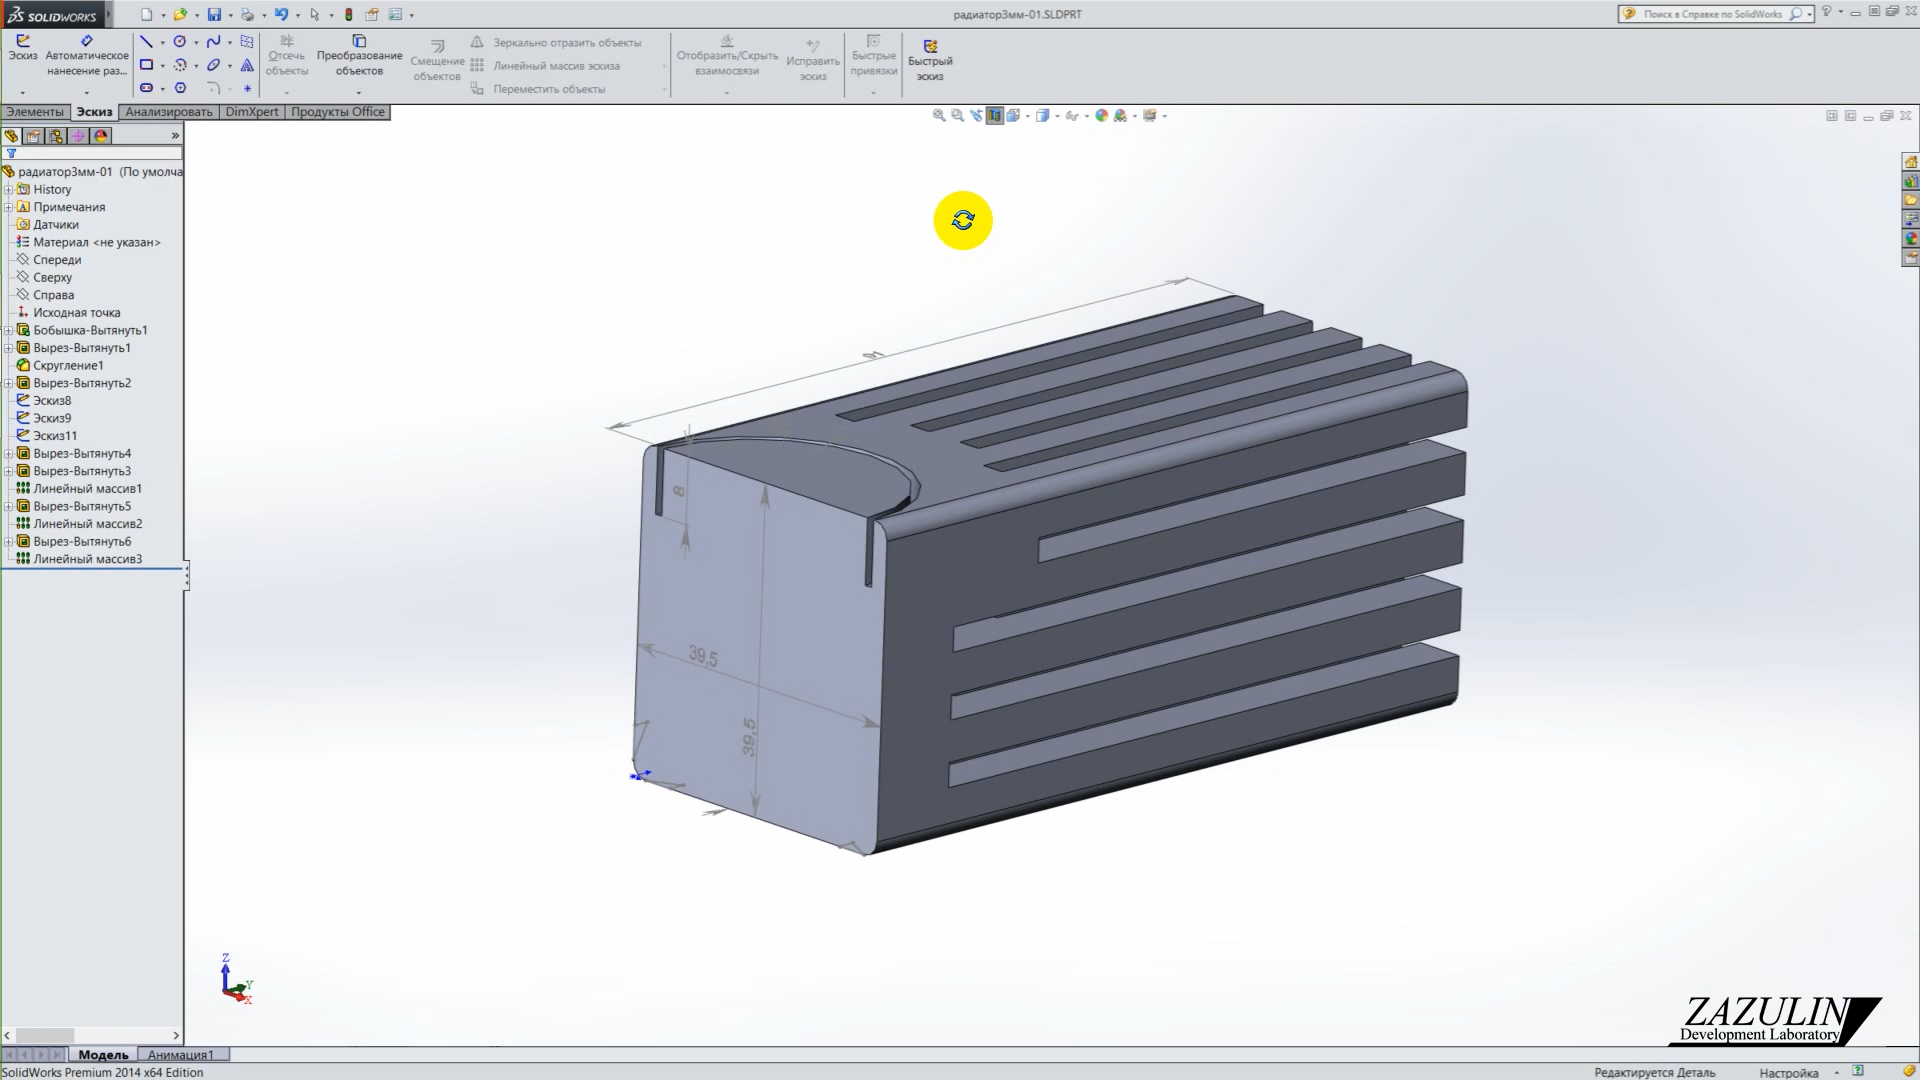 SOLIDWORKS
радиатор3мм-01.SLDPRT
Поиск в Справке по SolidWorks
Эскиз
Автоматическое нанесение раз...
Отсечь объекты
Преобразование объектов
Смещение объектов
Зеркально отразить объекты
Линейный массив эскиза
Переместить объекты
Отобразить/Скрыть взаимосвязи
Исправить эскиз
Быстрые привязки
Быстрый эскиз
Элементы
Эскиз
Анализировать
DimXpert
Продукты Office
радиатор3мм-01 (По умолча
History
Примечания
Датчики
Материал <не указан>
Спереди
Сверху
Справа
Исходная точка
Бобышка-Вытянуть1
Вырез-Вытянуть1
Скругление1
Вырез-Вытянуть2
Эскиз8
Эскиз9
Эскиз11
Вырез-Вытянуть4
Вырез-Вытянуть3
Линейный массив1
Вырез-Вытянуть5
Линейный массив2
Вырез-Вытянуть6
Линейный массив3
8
39,5
39,5
Z
Y
X
ZAZULIN
Development Laboratory
Модель
Анимация1
SolidWorks Premium 2014 x64 Edition
Редактируется Деталь
Настройка